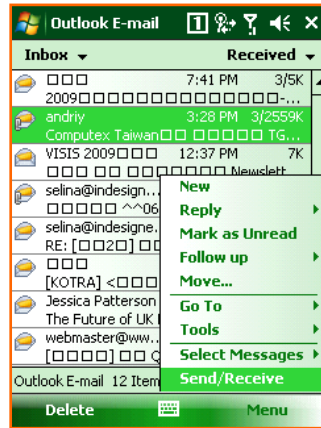 Outlook E-mail
Inbox Received
□□□ 7:41 PM 3/5K
2009□□□□□□□□□□□□□□-...
andriy 3:28 PM 3/2559K
Computex Taiwan□□ □□□□□ TG...
VISIS 2009□□□ 12:37 PM 7K
□□□ □□ □□□□□□ Newslett
selina@indesign...
□□□□□ ^^06
selina@indesigne.
RE: [□□2□] □□
□□□
[KOTRA] <□□□
Jessica Patterson
The Future of UK
webmaster@ww..
[□□□□] □□
New
Reply
Mark as Unread
Follow up
Move...
Go To
Tools
Select Messages
Send/Receive
Outlook E-mail 12 Item
Delete Menu